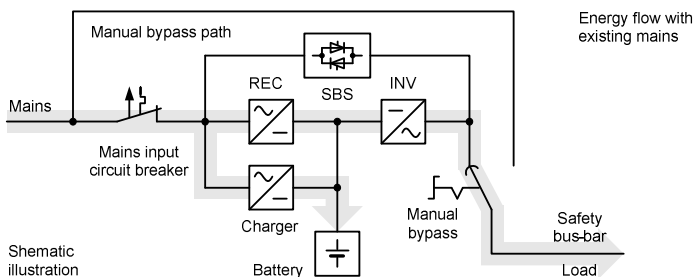 Manual bypass path
Energy flow with
existing mains
REC
SBS
INV
Mains
Mains input
circuit breaker
Charger
Manual
bypass
Safety
bus-bar
Shematic
illustration
Battery
Load